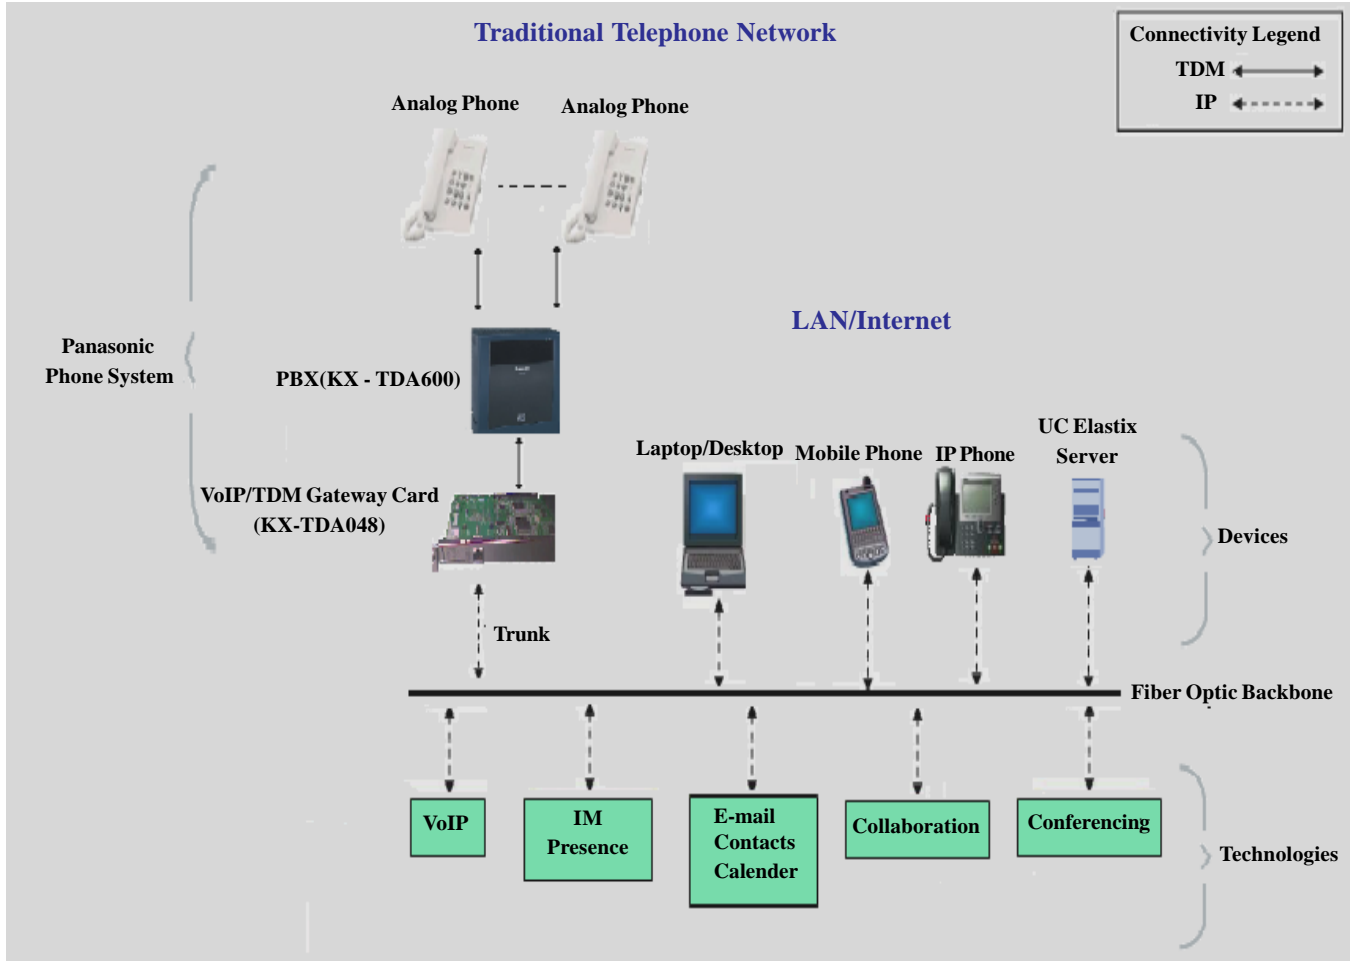 Traditional Telephone Network
Connectivity Legend
TDM
IP
Analog Phone
Analog Phone
Panasonic
Phone System
LAN/Internet
PBX(KX - TDA600)
VoIP/TDM Gateway Card
(KX-TDA048)
Laptop/Desktop
Mobile Phone
IP Phone
UC Elastix
Server
Devices
Trunk
Fiber Optic Backbone
VoIP
IM
Presence
E-mail
Contacts
Calender
Collaboration
Conferencing
Technologies